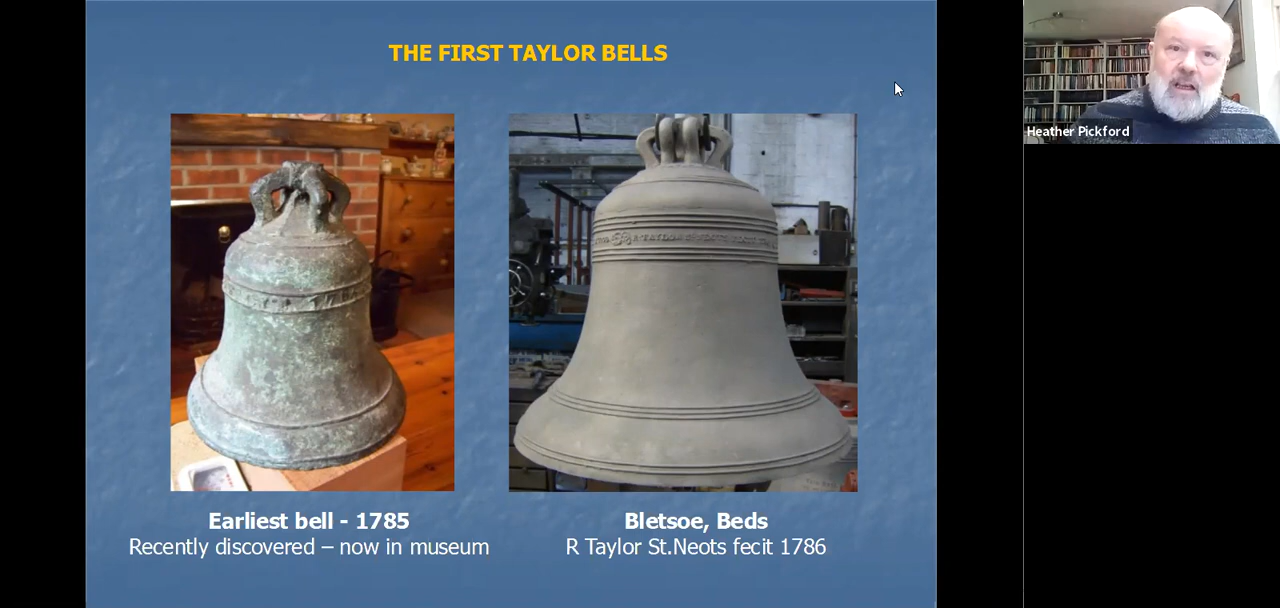 THE FIRST TAYLOR BELLS
Heather Pickford
Earliest bell - 1785
Recently discovered – now in museum
Bletsoe, Beds
R Taylor St.Neots fecit 1786